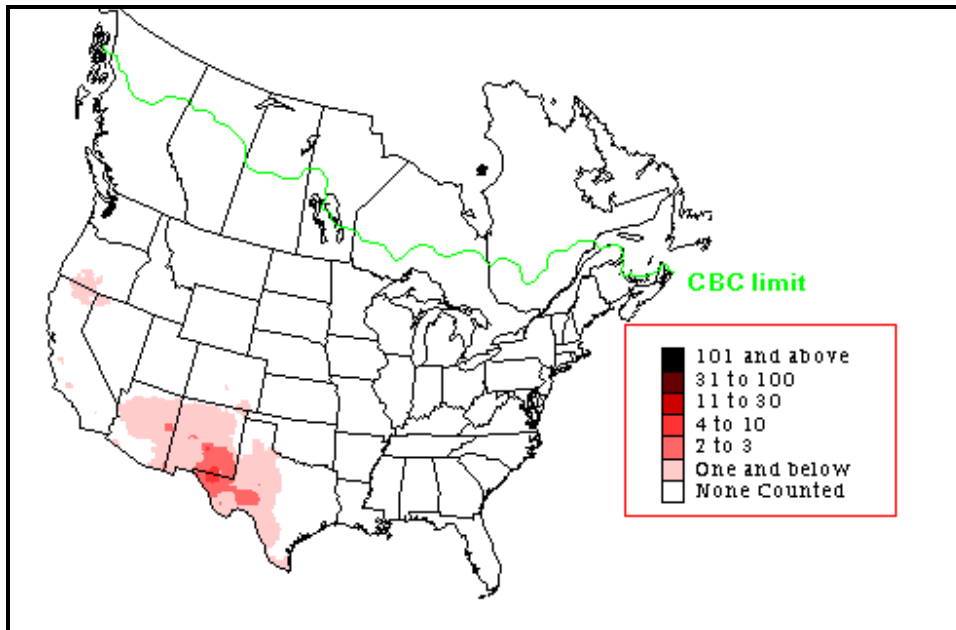 CBC limit
101 and above
31 to 100
11 to 30
4 to 10
2 to 3
One and below
None Counted